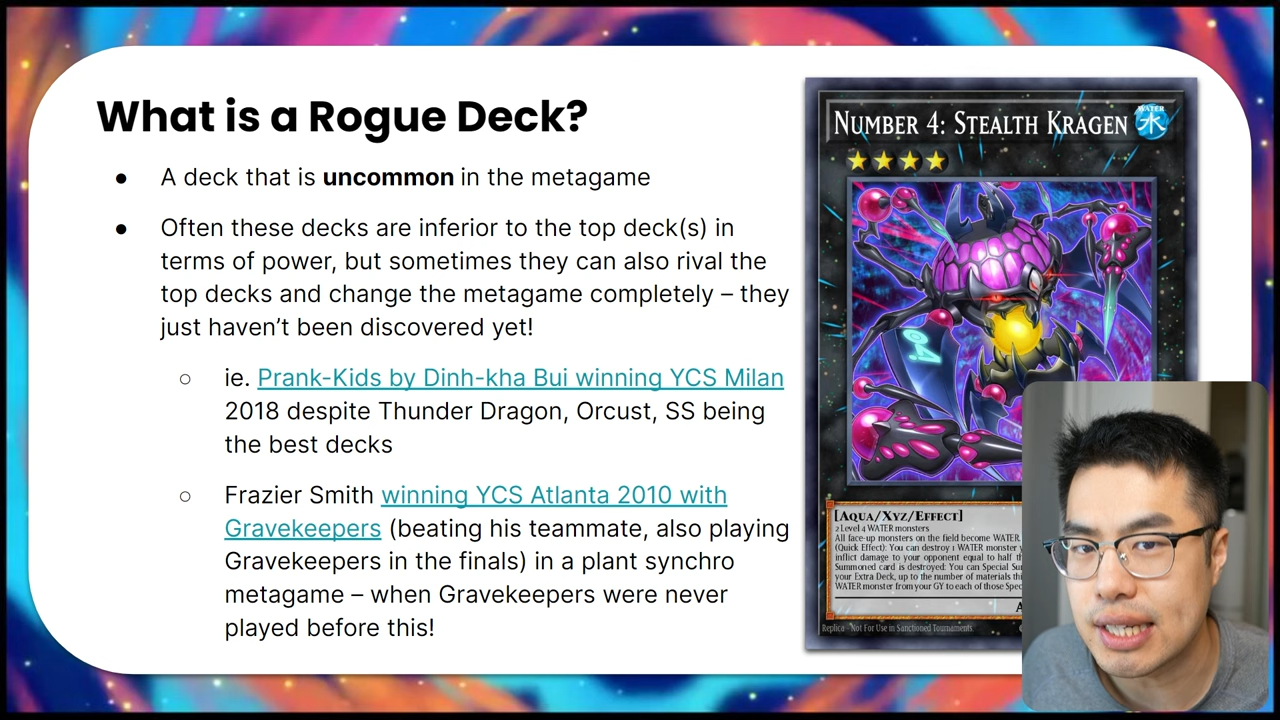 What is a Rogue Deck?
● A deck that is uncommon in the metagame
● Often these decks are inferior to the top deck(s) in
terms of power, but sometimes they can also rival the
top decks and change the metagame completely – they
just haven't been discovered yet!
○ ie. Prank-Kids by Dinh-kha Bui winning YCS Milan
2018 despite Thunder Dragon, Orcust, SS being
the best decks
○ Frazier Smith winning YCS Atlanta 2010 with
Gravekeepers (beating his teammate, also playing
Gravekeepers in the finals) in a plant synchro
metagame – when Gravekeepers were never
played before this!
Number 4: Stealth Kragen
WATER
水
04
[Aqua/Xyz/Effect]
2 Level 4 WATER monsters
All face-up monsters on the field become WATER.
(Quick Effect): You can destroy 1 WATER monster
inflict damage to your opponent equal to half
Summoned card is destroyed: You can Special
your Extra Deck, up to the number of materials
WATER monster from your GY to each of those
A
Replica - Not For Use in Sanctioned Tournaments.